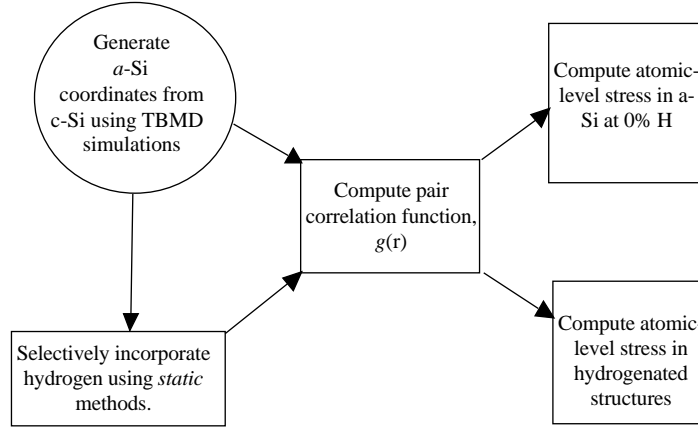 Generate
a-Si
coordinates from
c-Si using TBMD
simulations
Compute atomic-
level stress in a-
Si at 0% H
Compute pair
correlation function,
g(r)
Selectively incorporate
hydrogen using static
methods.
Compute atomic-
level stress in
hydrogenated
structures